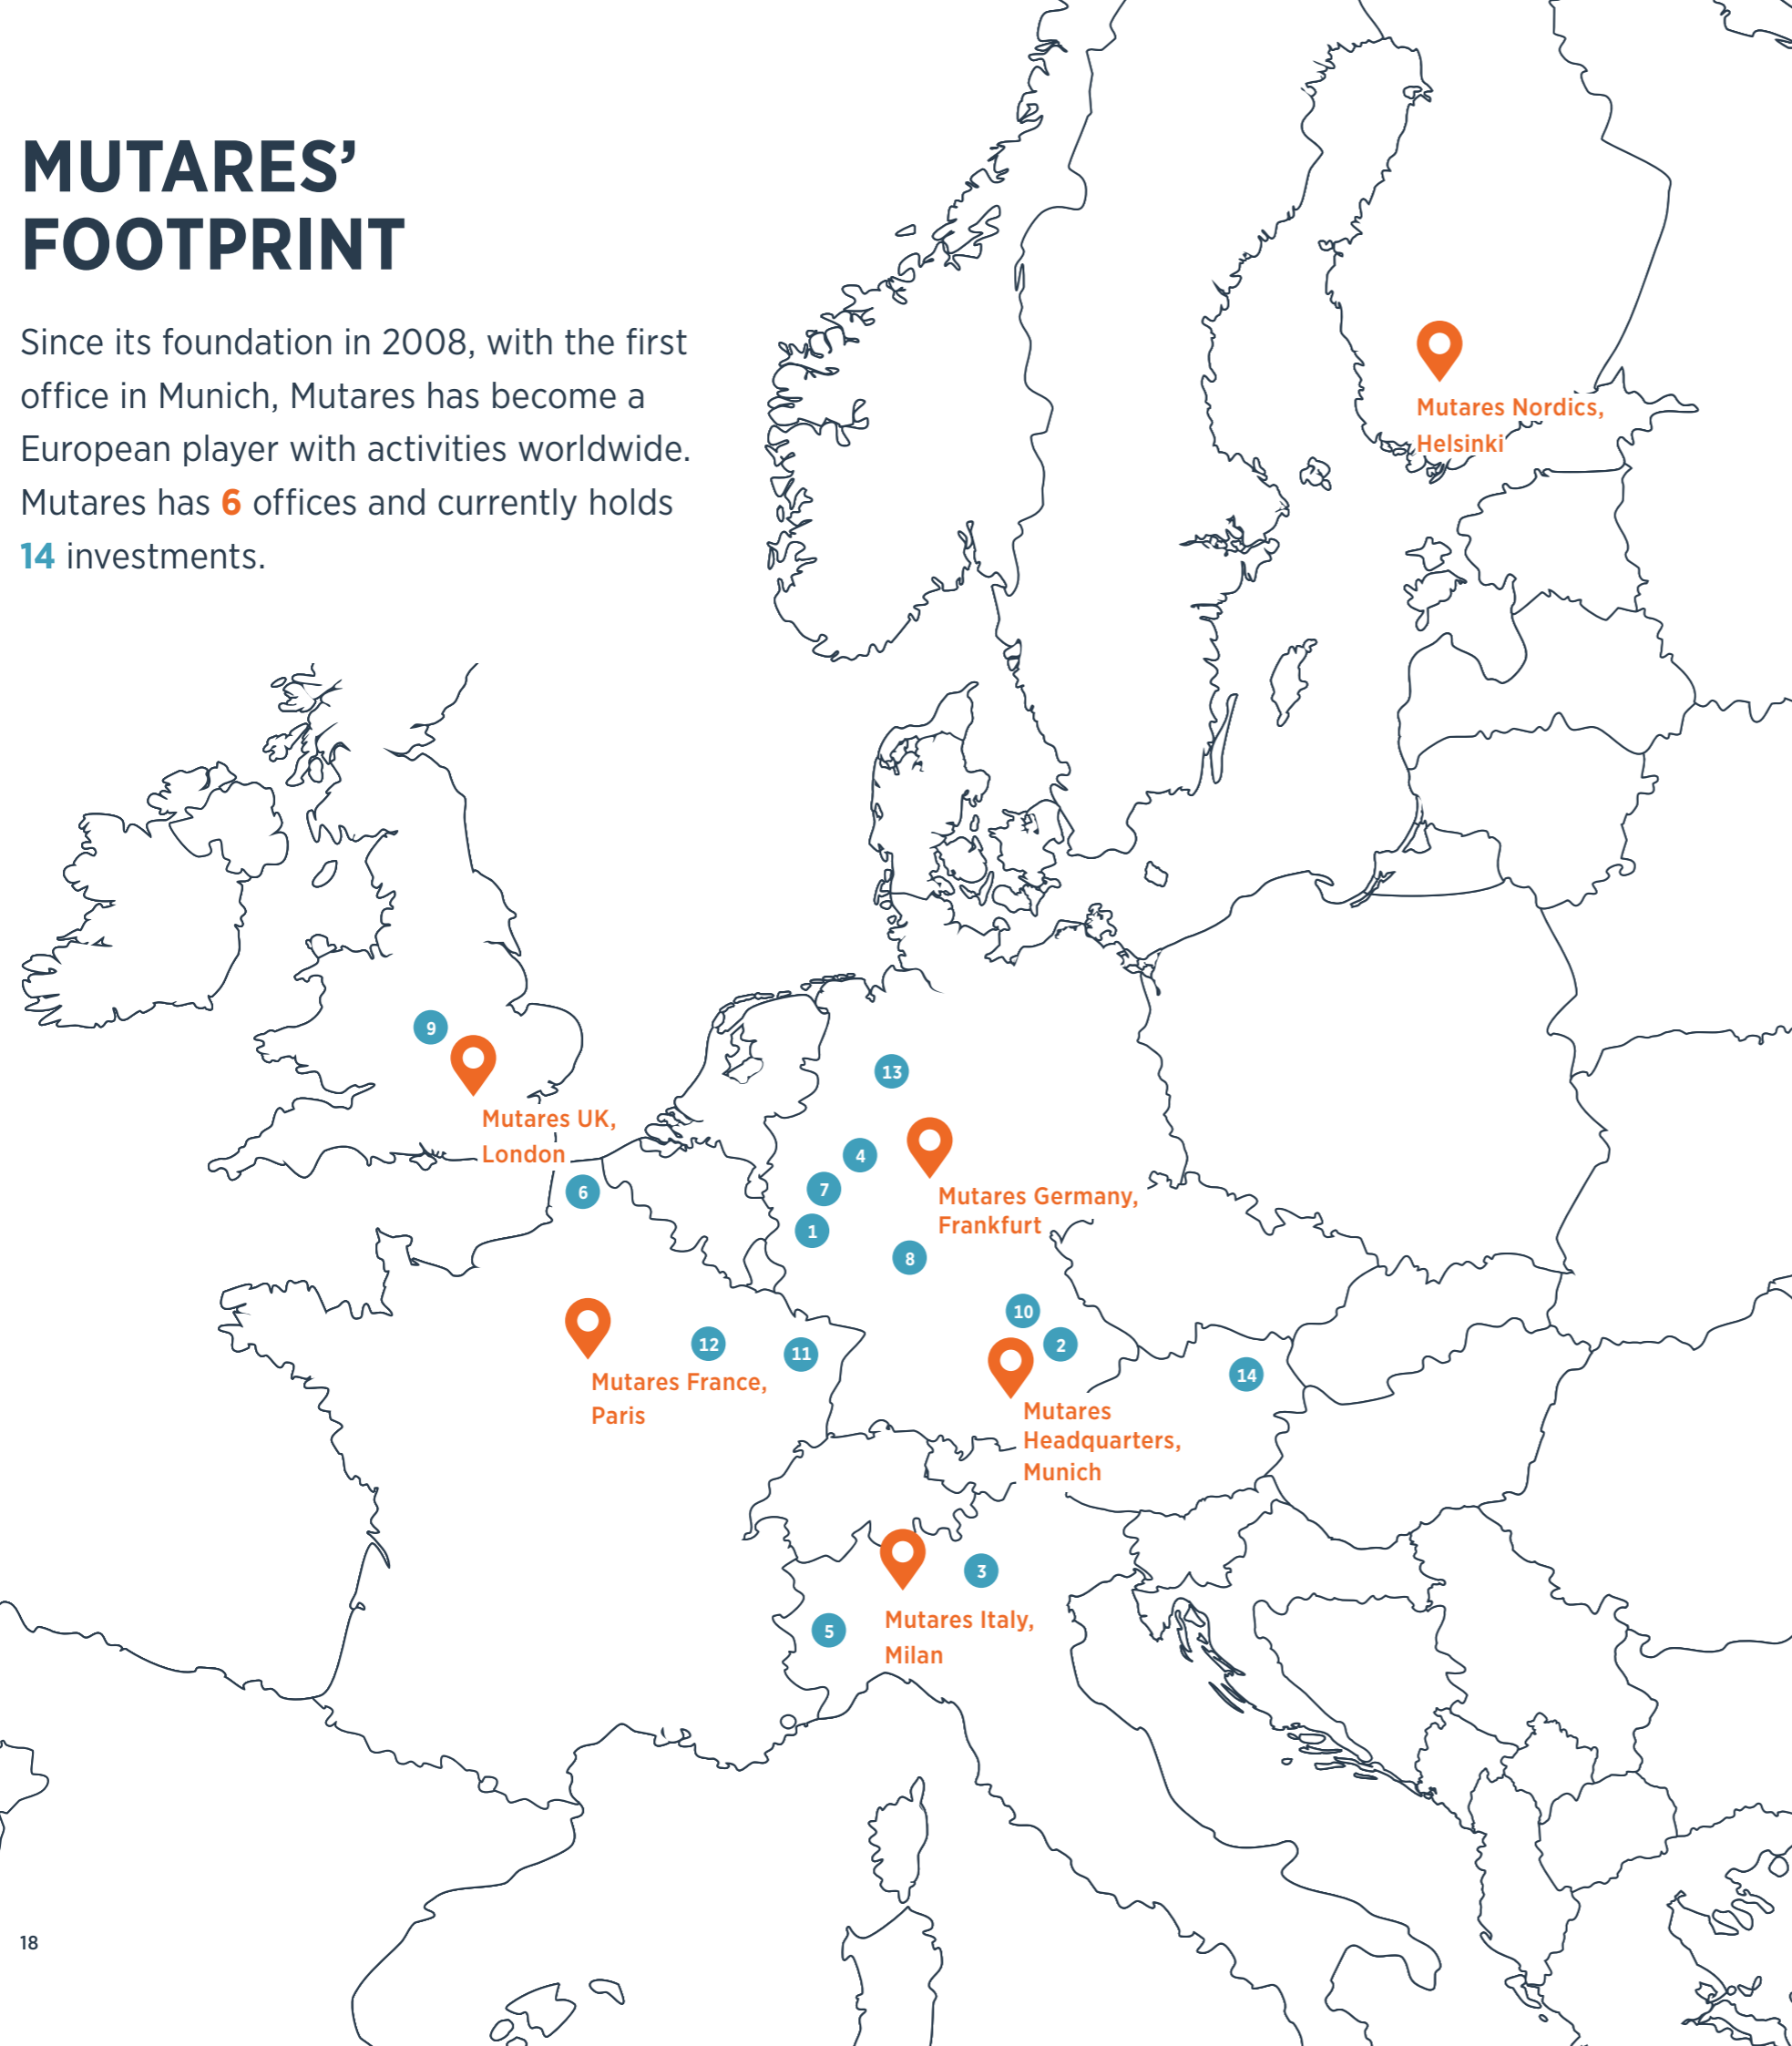 MUTARES’
FOOTPRINT
Since its foundation in 2008, with the first
office in Munich, Mutares has become a
European player with activities worldwide.
Mutares has 6 offices and currently holds
14 investments.
Mutares Nordics,
Helsinki
9
Mutares UK,
London
6
13
4
7
1
Mutares Germany,
Frankfurt
8
Mutares France,
Paris
12
11
10
2
14
Mutares
Headquarters,
Munich
3
5
Mutares Italy,
Milan
18